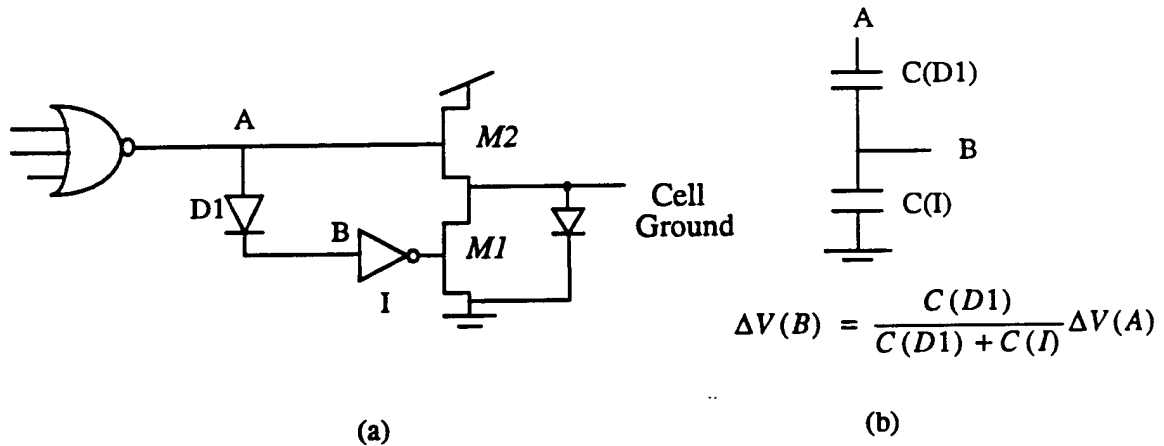 A
M2
D1
B
M1
I
Cell
Ground
(a)
A
C(D1)
B
C(I)
ΔV(B) = C(D1) / C(D1) + C(I) ΔV(A)
(b)